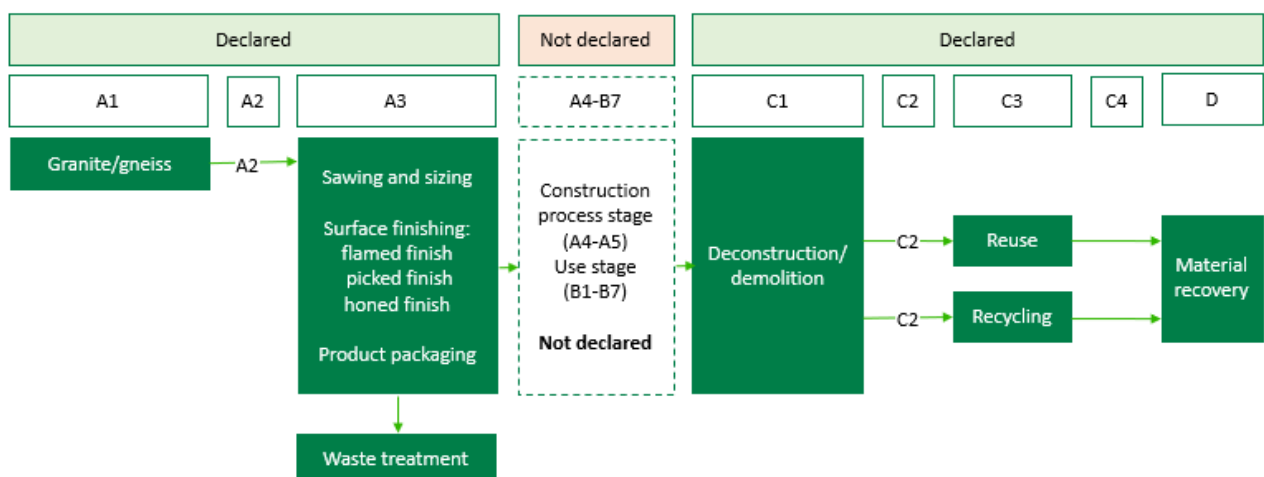 Declared
Not declared
Declared
A1
A2
A3
A4-B7
C1
C2
C3
C4
D
Granite/gneiss
A2
Sawing and sizing
Surface finishing:
flamed finish
picked finish
honed finish
Product packaging
Waste treatment
Construction
process stage
(A4-A5)
Use stage
(B1-B7)
Not declared
Deconstruction/
demolition
C2
Reuse
C2
Recycling
Material
recovery